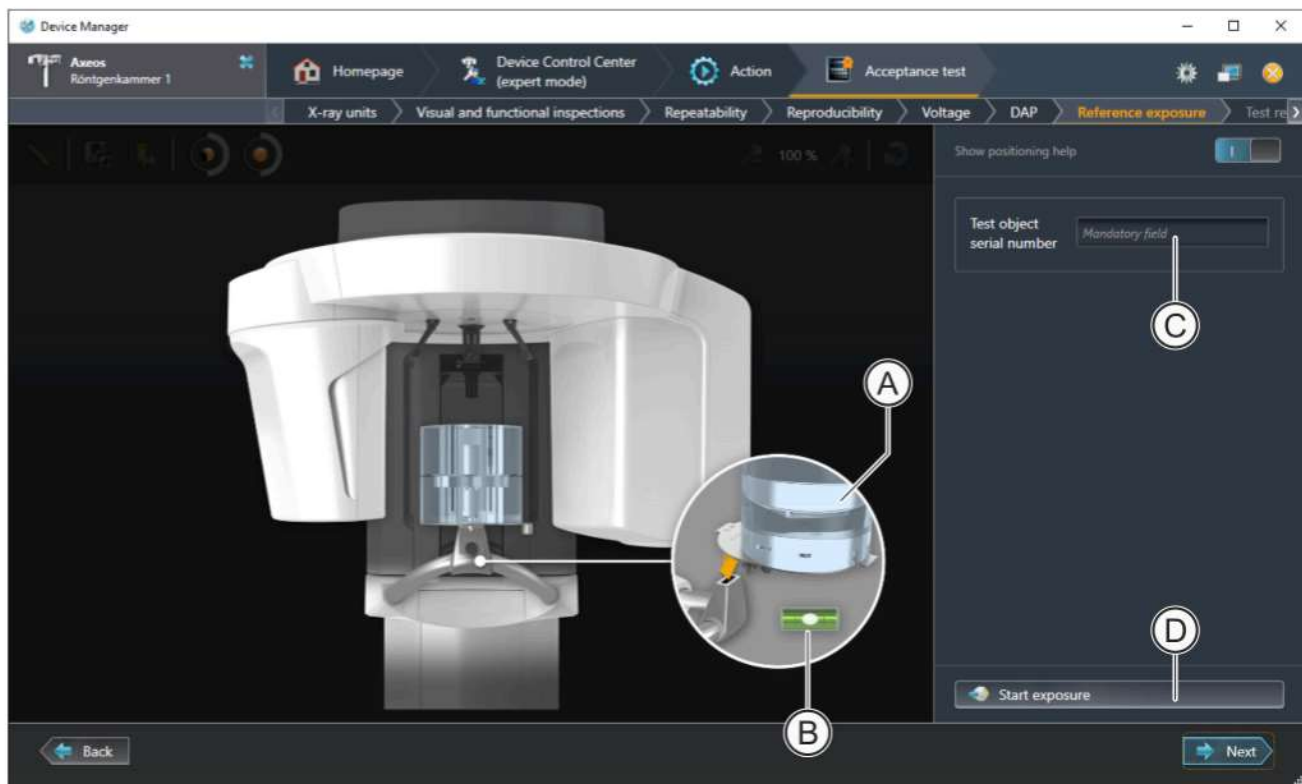 Device Manager
Axeos
Röntgenkammer 1
Homepage
Device Control Center
(expert mode)
Action
Acceptance test
X-ray units
Visual and functional inspections
Repeatability
Reproducibility
Voltage
DAP
Reference exposure
Test re
100 %
Show positioning help
I
Test object
serial number
Mandatory field
C
A
D
Start exposure
B
Back
Next